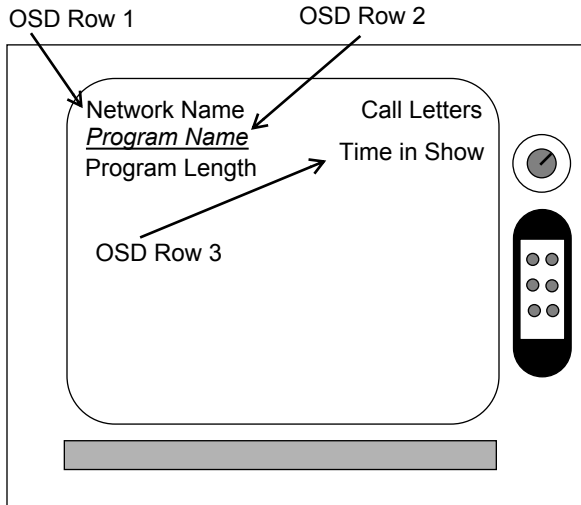 OSD Row 1
OSD Row 2
Network Name
Call Letters
Program Name
Time in Show
Program Length
OSD Row 3